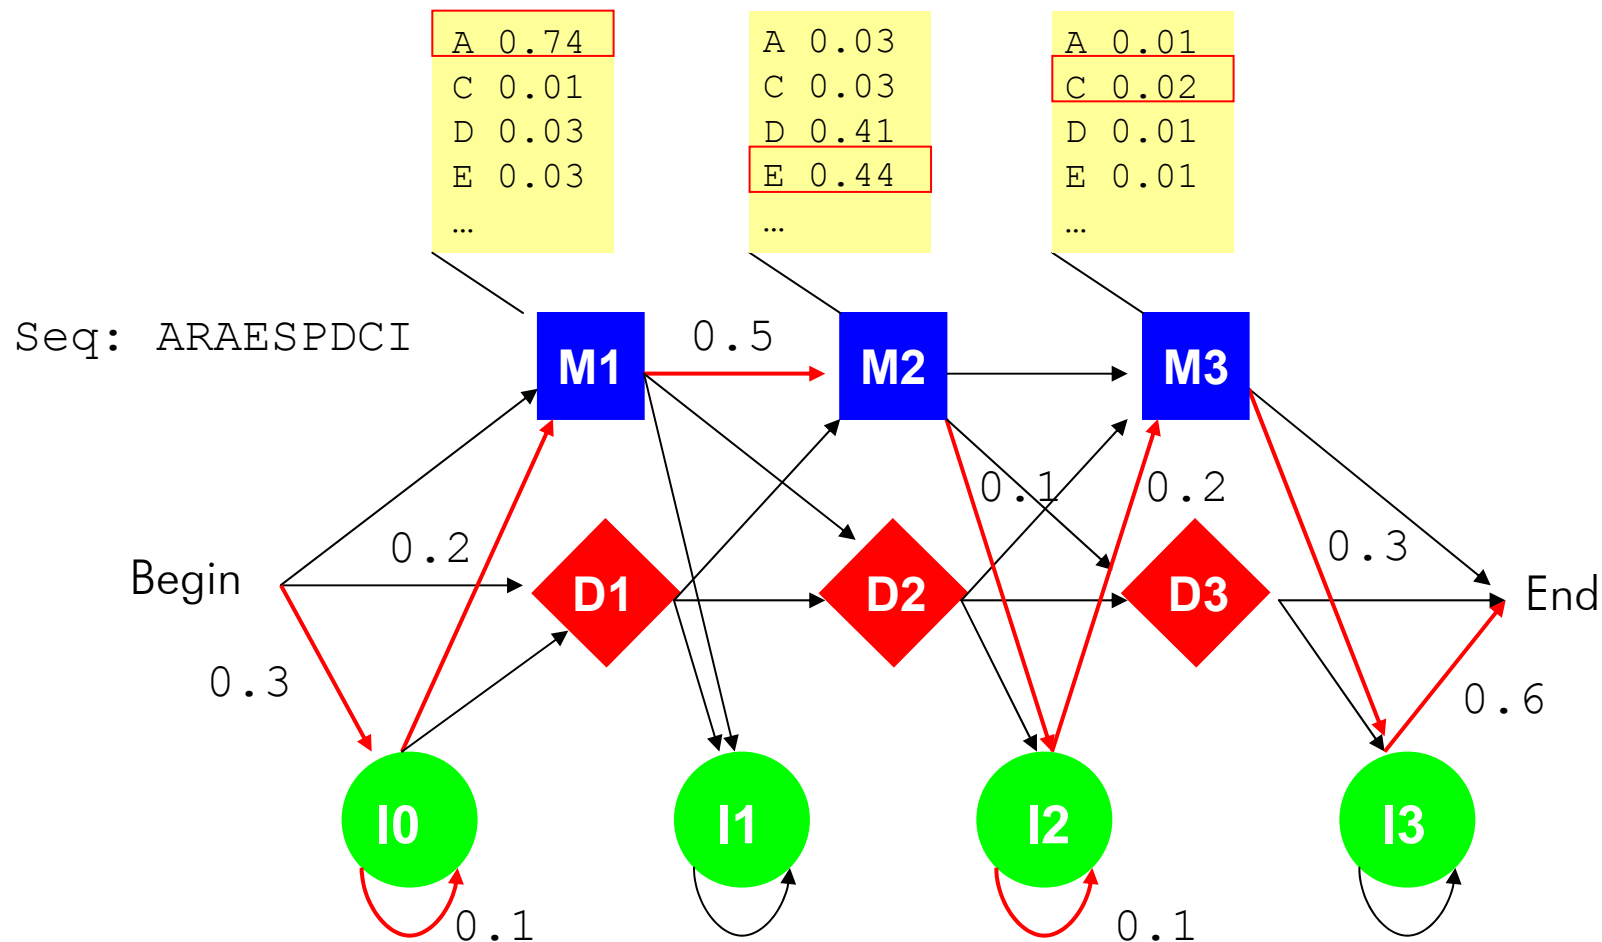 A 0.74
C 0.01
D 0.03
E 0.03
…
A 0.03
C 0.03
D 0.41
E 0.44
…
A 0.01
C 0.02
D 0.01
E 0.01
…
Seq: ARAESPDCI
M1
0.5
M2
M3
0.1
0.2
Begin
0.2
D1
D2
D3
0.3
End
0.3
0.6
I0
I1
I2
I3
0.1
0.1